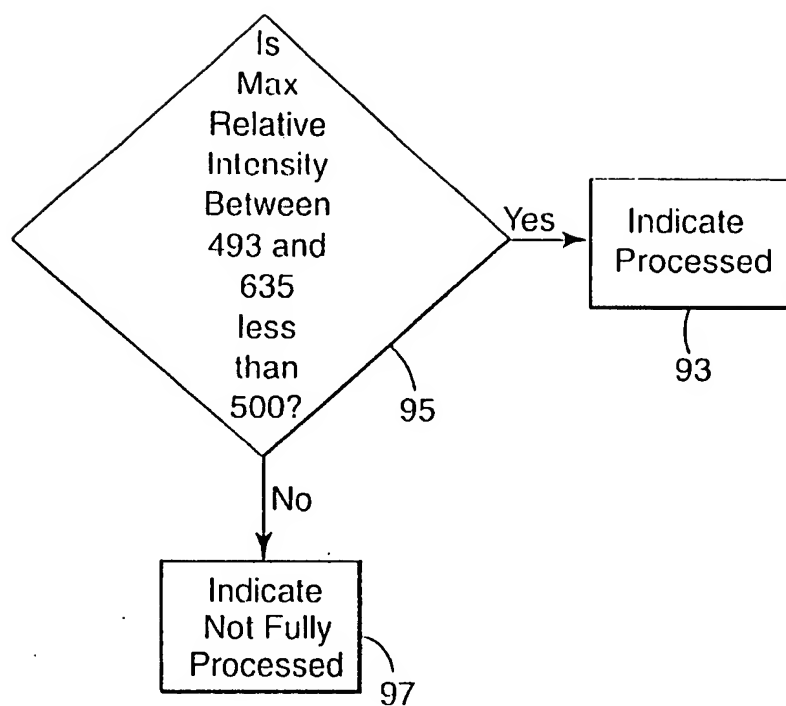 Is
Max
Relative
Intensity
Between
493 and
635
less
than
500?
Yes
Indicate
Processed
93
95
No
Indicate
Not Fully
Processed
97